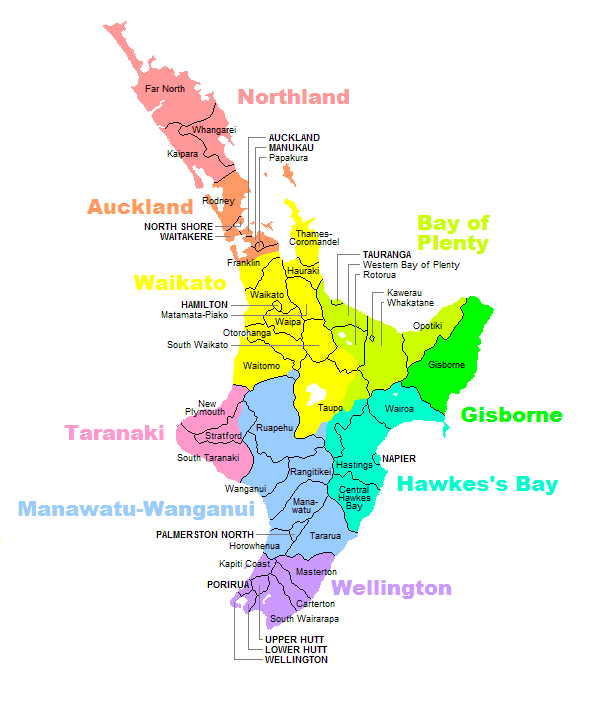 Far North
Northland
Whangarei
AUCKLAND
MANUKAU
Kaipara
Papakura
Rodney
Auckland
Bay of
Plenty
NORTH SHORE
WAITAKERE
Thames-
Coromandel
TAURANGA
Franklin
Western Bay of Plenty
Hauraki
Rotorua
Waikato
Waikato
Kawerau
HAMILTON
Whakatane
Matamata-Piako
Waipa
Opotiki
Otorohanga
South Waikato
Waitomo
Gisborne
New
Plymouth
Taupo
Wairoa
Gisborne
Taranaki
Ruapehu
Stratford
South Taranaki
NAPIER
Hastings
Rangitikei
Hawkes's Bay
Wanganui
Central
Hawkes
Bay
Manawatu-Wanganui
Mana-
watu
PALMERSTON NORTH
Tararua
Horowhenua
Kapiti Coast
Masterton
PORIRUA
Wellington
Carterton
South Wairarapa
UPPER HUTT
LOWER HUTT
WELLINGTON